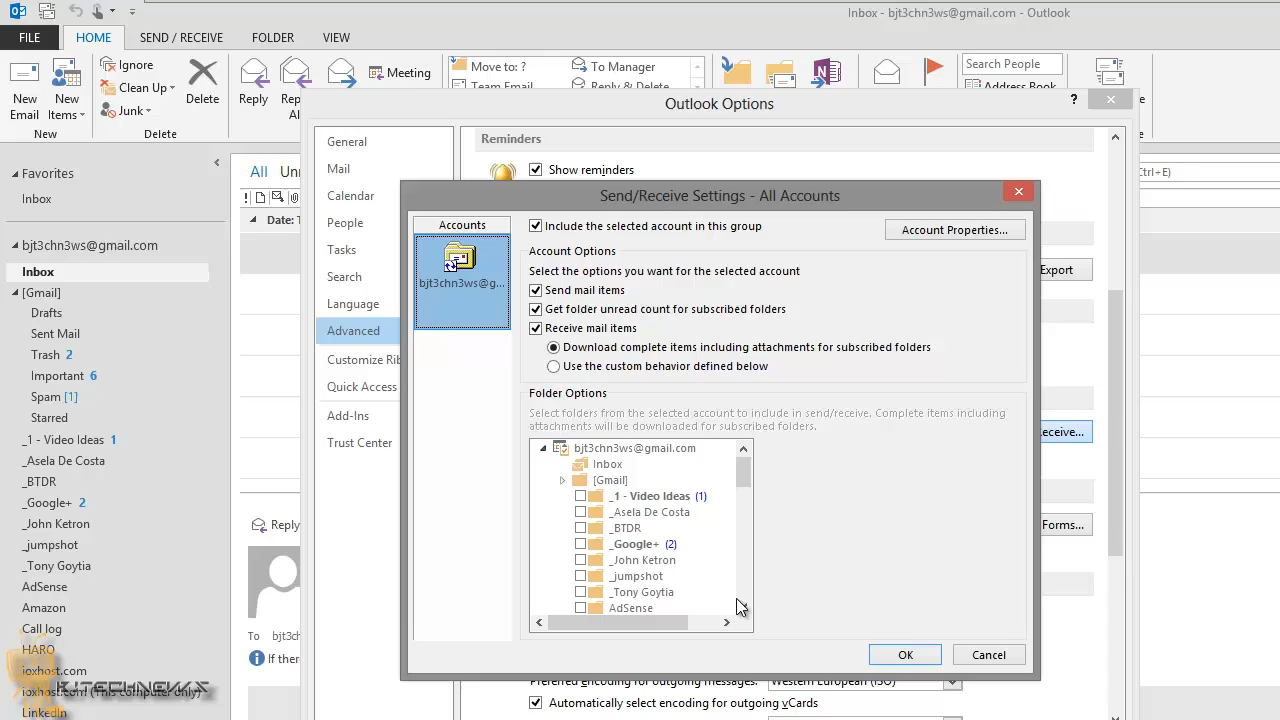 Inbox - bjt3chn3ws@gmail.com - Outlook
FILE HOME SEND / RECEIVE FOLDER VIEW
Ignore
Clean Up
Junk
New Email
New Items
Delete
Reply
Meeting
Move to: ?
To Manager
Team Email
Reply & Delete
Search People
Address Book
New
Delete
Favorites
Inbox
bjt3chn3ws@gmail.com
Inbox
[Gmail]
Drafts
Sent Mail
Trash 2
Important 6
Spam [1]
Starred
_1 - Video Ideas 1
_Asela De Costa
_BTDR
_Google+ 2
_John Ketron
_jumpshot
_Tony Goytia
AdSense
Amazon
Call log
HARO
ioxhost.com
ioxhost.com (This computer only)
LinkedIn
All Unr
Ctrl+E)
Date: T
Reply
To bjt3ch
If ther
Outlook Options
?
General
Mail
Calendar
People
Tasks
Search
Language
Advanced
Customize Rib
Quick Access
Add-Ins
Trust Center
Reminders
Show reminders
Export
eceive...
Forms...
Preferred encoding for outgoing messages: Western European (ISO)
Automatically select encoding for outgoing vCards
Send/Receive Settings - All Accounts
Accounts
bjt3chn3ws@g...
Include the selected account in this group
Account Properties...
Account Options
Select the options you want for the selected account
Send mail items
Get folder unread count for subscribed folders
Receive mail items
Download complete items including attachments for subscribed folders
Use the custom behavior defined below
Folder Options
Select folders from the selected account to include in send/receive. Complete items including
attachments will be downloaded for subscribed folders.
bjt3chn3ws@gmail.com
Inbox
[Gmail]
_1 - Video Ideas (1)
_Asela De Costa
_BTDR
_Google+ (2)
_John Ketron
_jumpshot
_Tony Goytia
AdSense
OK
Cancel